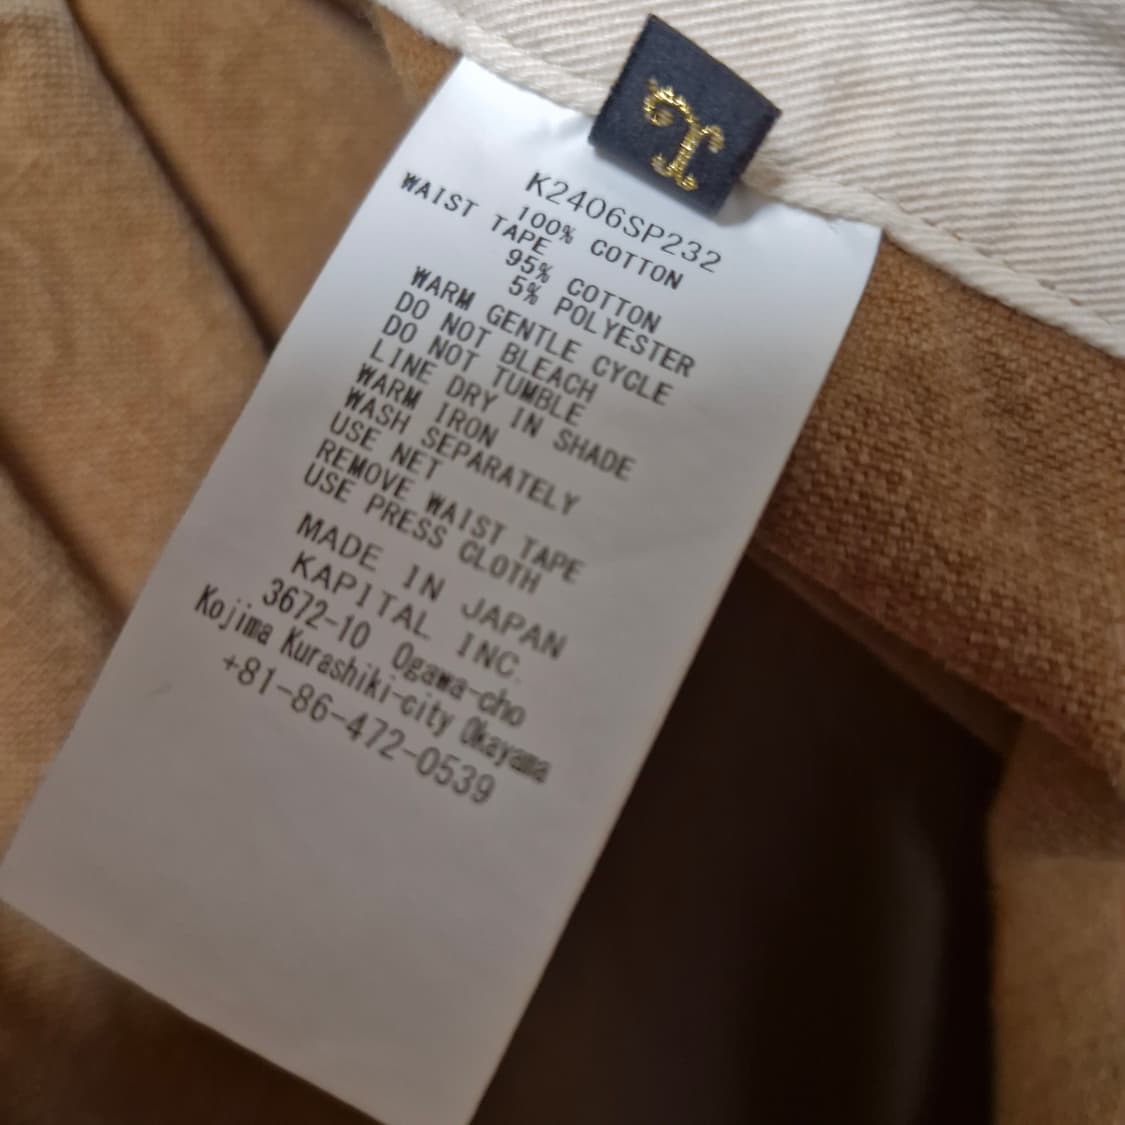 K2406SP232
100% COTTON
WAIST TAPE
95% COTTON
5% POLYESTER
WARM GENTLE CYCLE
DO NOT BLEACH
DO NOT TUMBLE
LINE DRY IN SHADE
WARM IRON
WASH SEPARATELY
USE NET
REMOVE WAIST TAPE
USE PRESS CLOTH
MADE IN JAPAN
KAPITAL INC.
3672-10 Ogawa-cho
Kojima Kurashiki-city Okayama
+81-86-472-0539